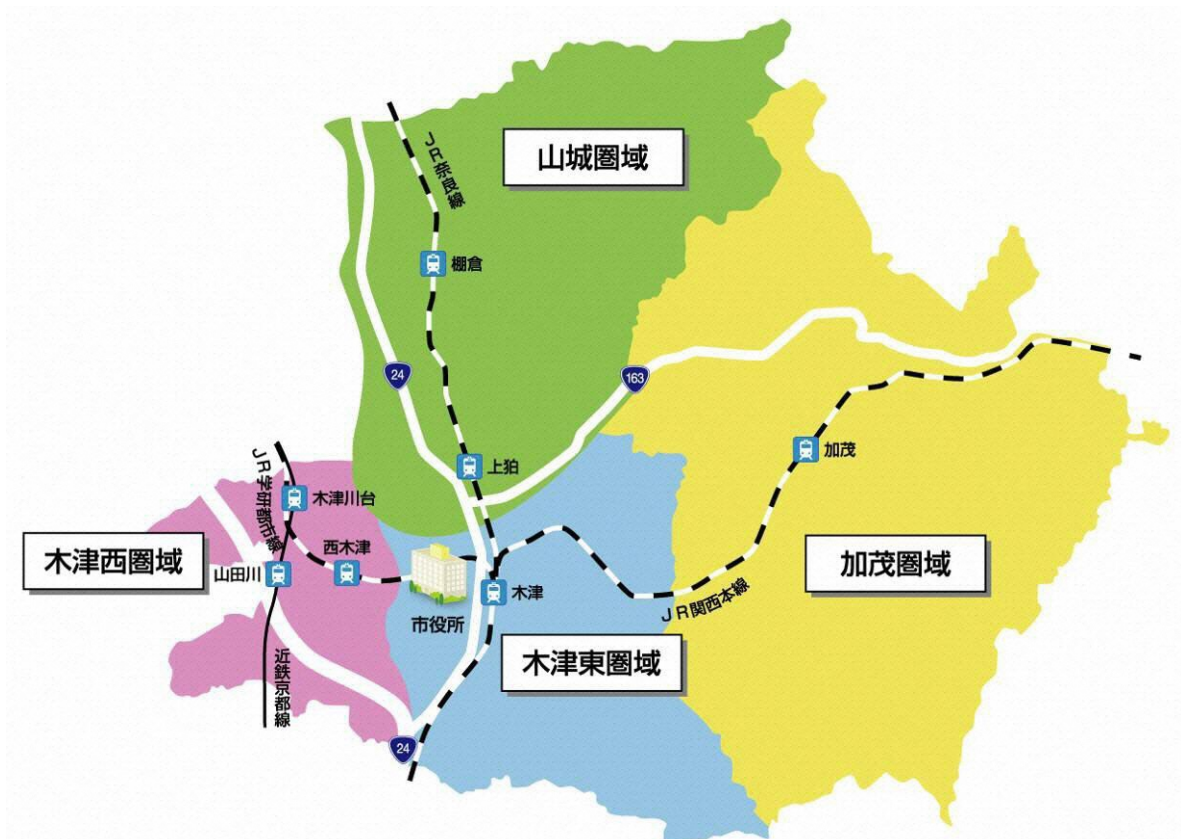 山城圏域
JR奈良線
棚倉
24
163
上狛
加茂
JR学研都市線
木津川台
西木津
木津西圏域
山田川
加茂圏域
木津
市役所
JR関西本線
木津東圏域
近鉄京都線
24